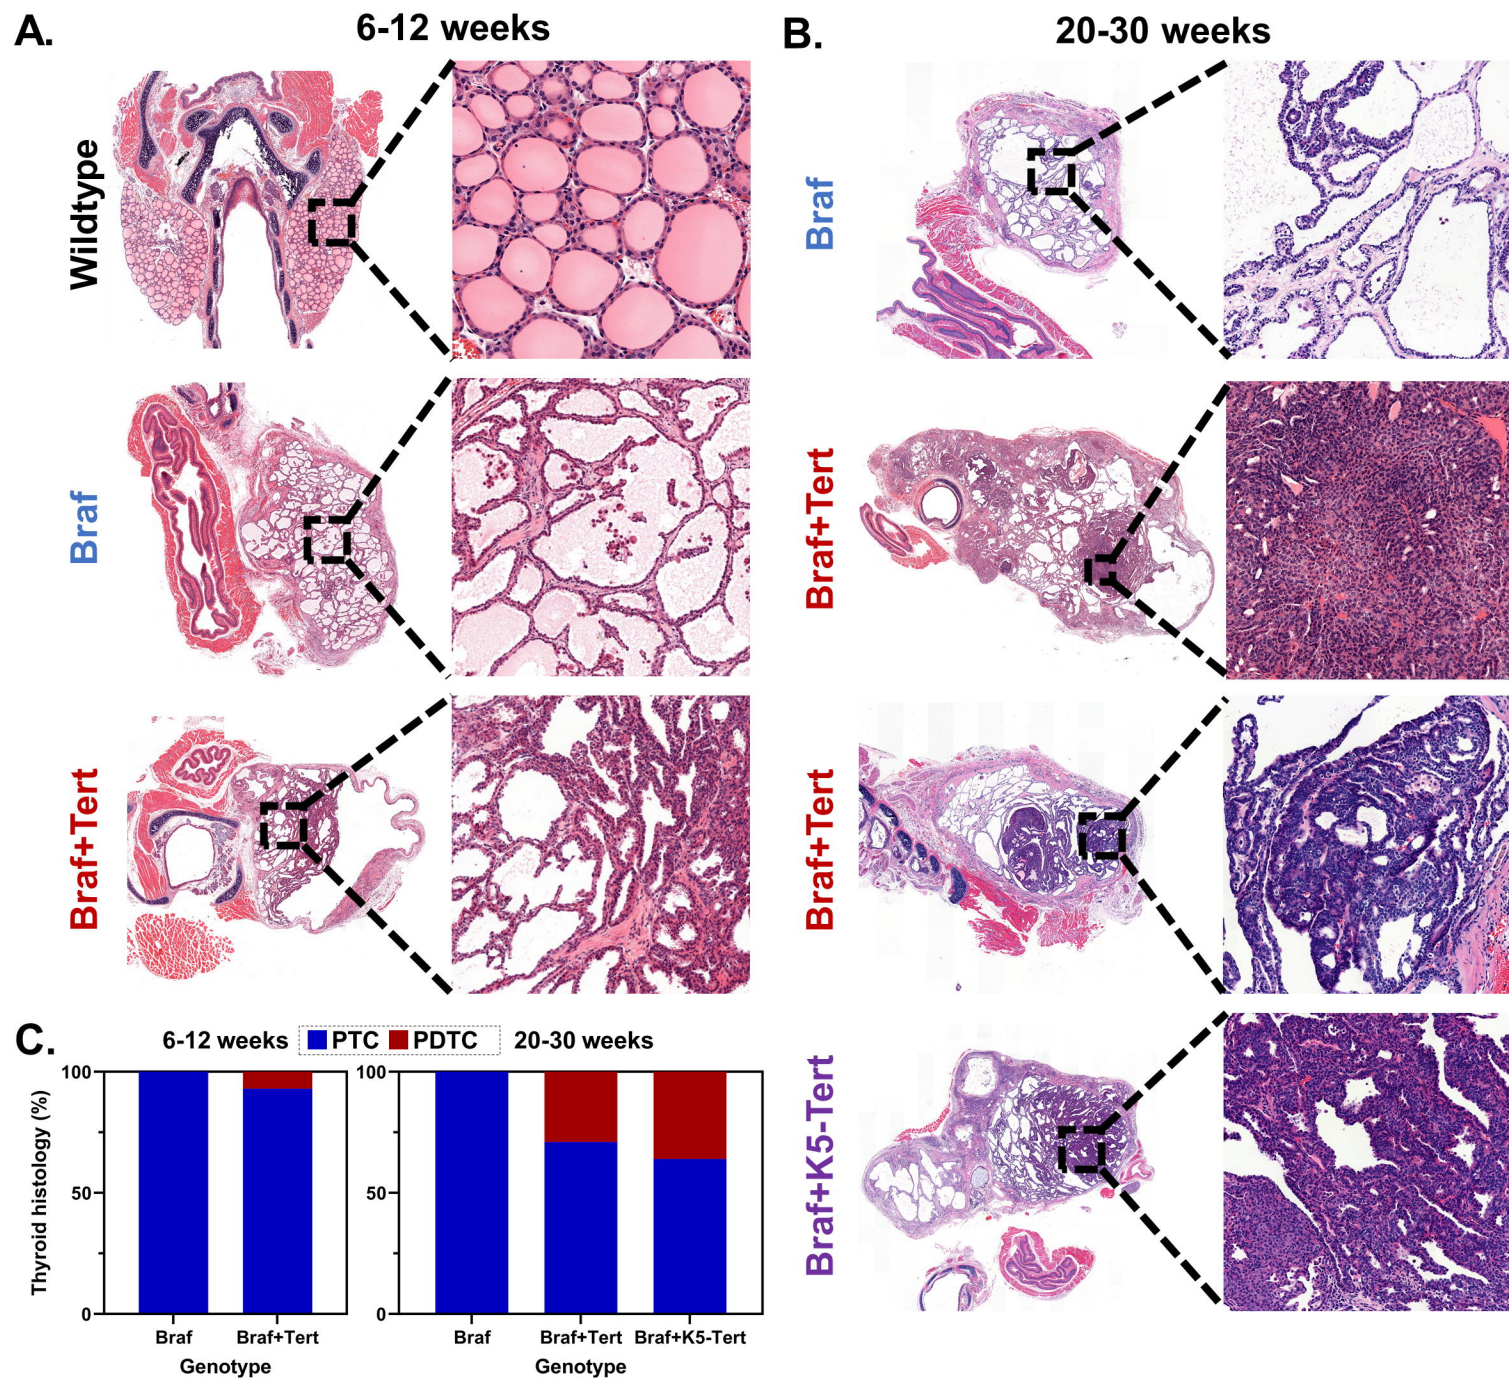 A.
6-12 weeks
Wildtype
Braf
Braf+Tert
B.
20-30 weeks
Braf
Braf+Tert
Braf+Tert
Braf+K5-Tert
C.
6-12 weeks
PTC
PDTC
20-30 weeks
Thyroid histology (%)
100
50
0
Braf
Braf+Tert
Genotype
100
50
0
Braf
Braf+Tert
Braf+K5-Tert
Genotype